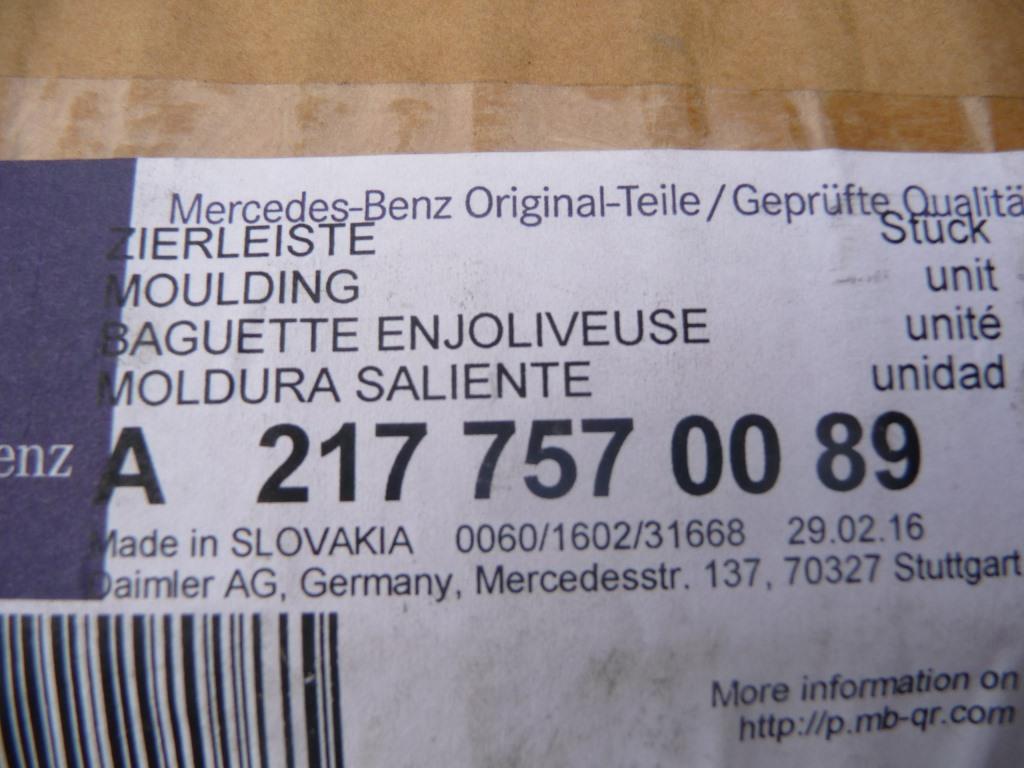 Mercedes-Benz Original-Teile / Geprüfte Qualitä
ZIERLEISTE Stück
MOULDING unit
BAGUETTE ENJOLIVEUSE unité
MOLDURA SALIENTE unidad
enz A 217 757 00 89
Made in SLOVAKIA 0060/1602/31668 29.02.16
Daimler AG, Germany, Mercedesstr. 137, 70327 Stuttgart
More information on
http://p.mb-qr.com